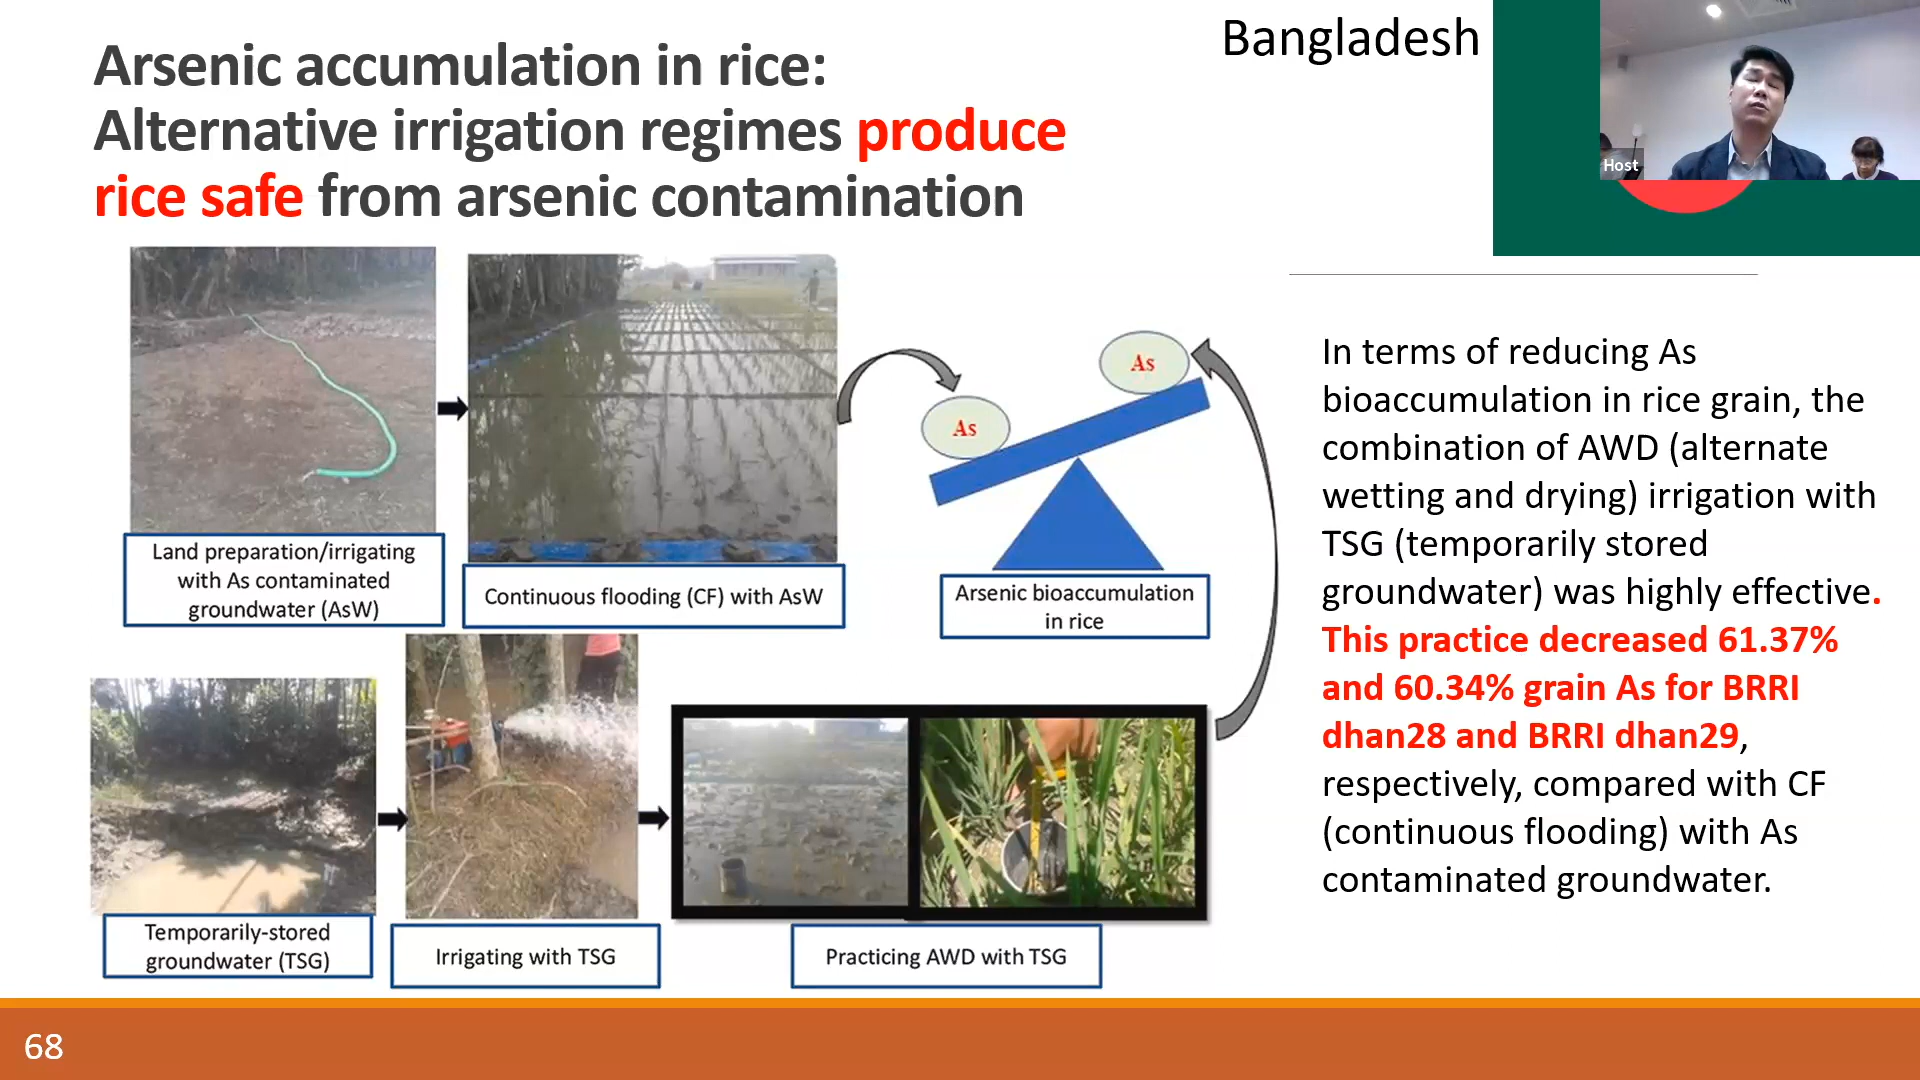 Arsenic accumulation in rice:
Alternative irrigation regimes produce
rice safe from arsenic contamination
Bangladesh
Host
Land preparation/irrigating
with As contaminated
groundwater (AsW)
Continuous flooding (CF) with AsW
As
As
Arsenic bioaccumulation
in rice
Temporarily-stored
groundwater (TSG)
Irrigating with TSG
Practicing AWD with TSG
In terms of reducing As
bioaccumulation in rice grain, the
combination of AWD (alternate
wetting and drying) irrigation with
TSG (temporarily stored
groundwater) was highly effective.
This practice decreased 61.37%
and 60.34% grain As for BRRI
dhan28 and BRRI dhan29,
respectively, compared with CF
(continuous flooding) with As
contaminated groundwater.
68